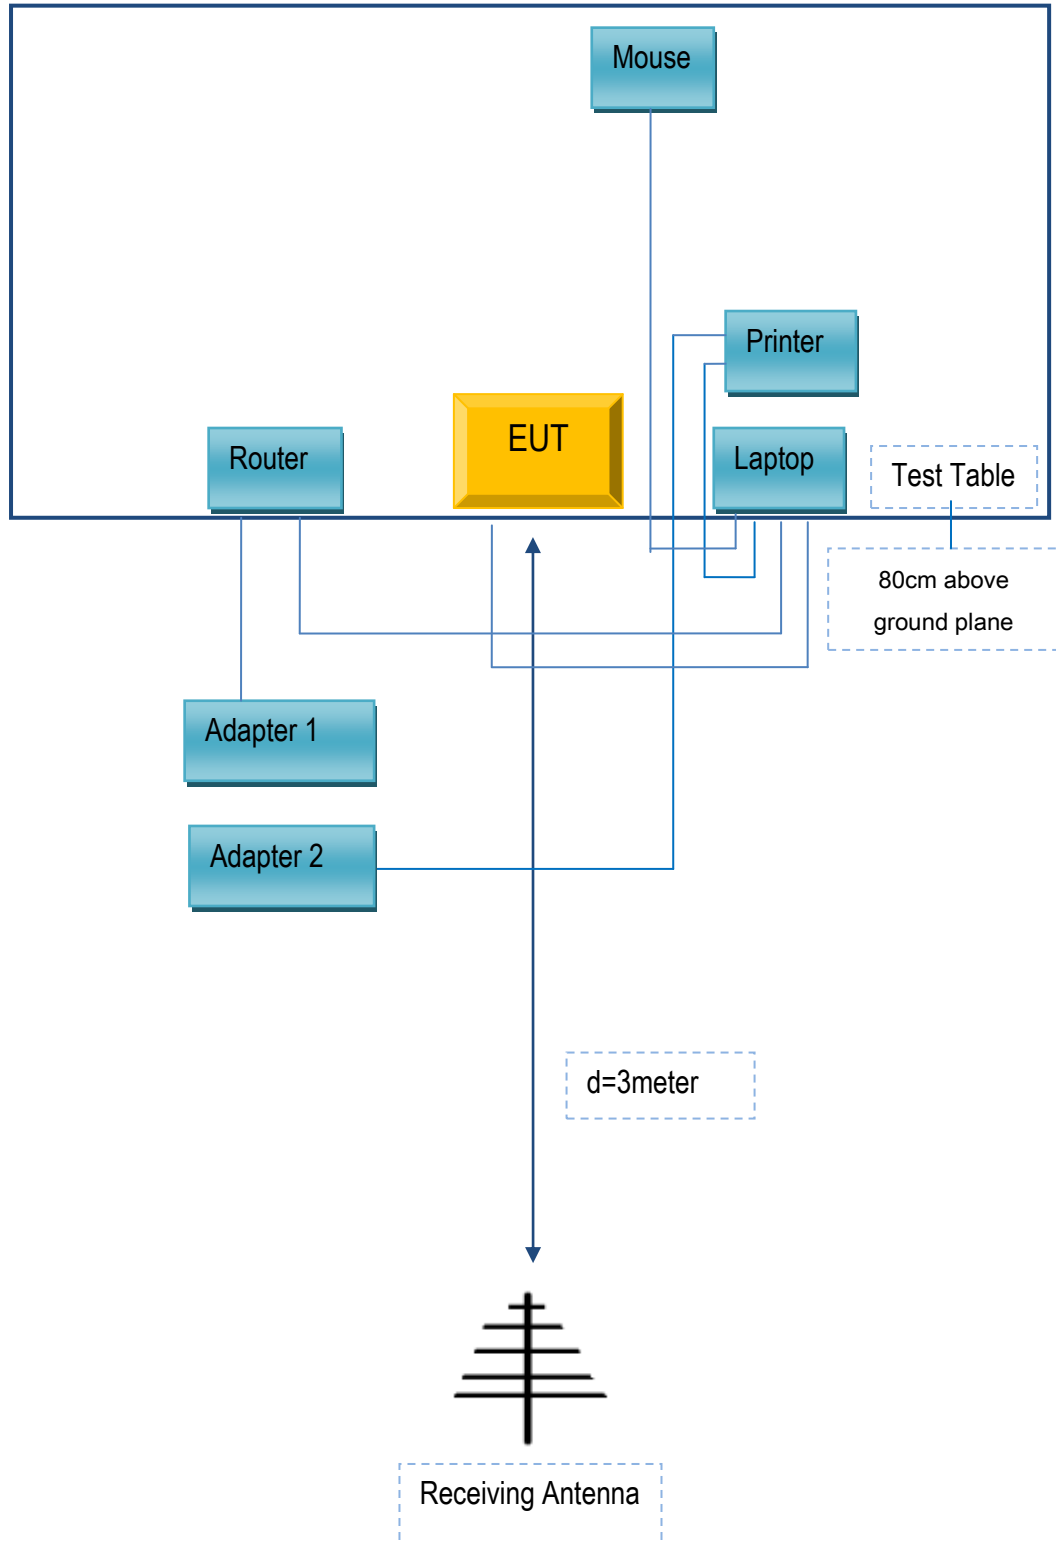 Mouse
Printer
EUT
Router
Laptop
Test Table
80cm above
ground plane
Adapter 1
Adapter 2
d=3meter
Receiving Antenna